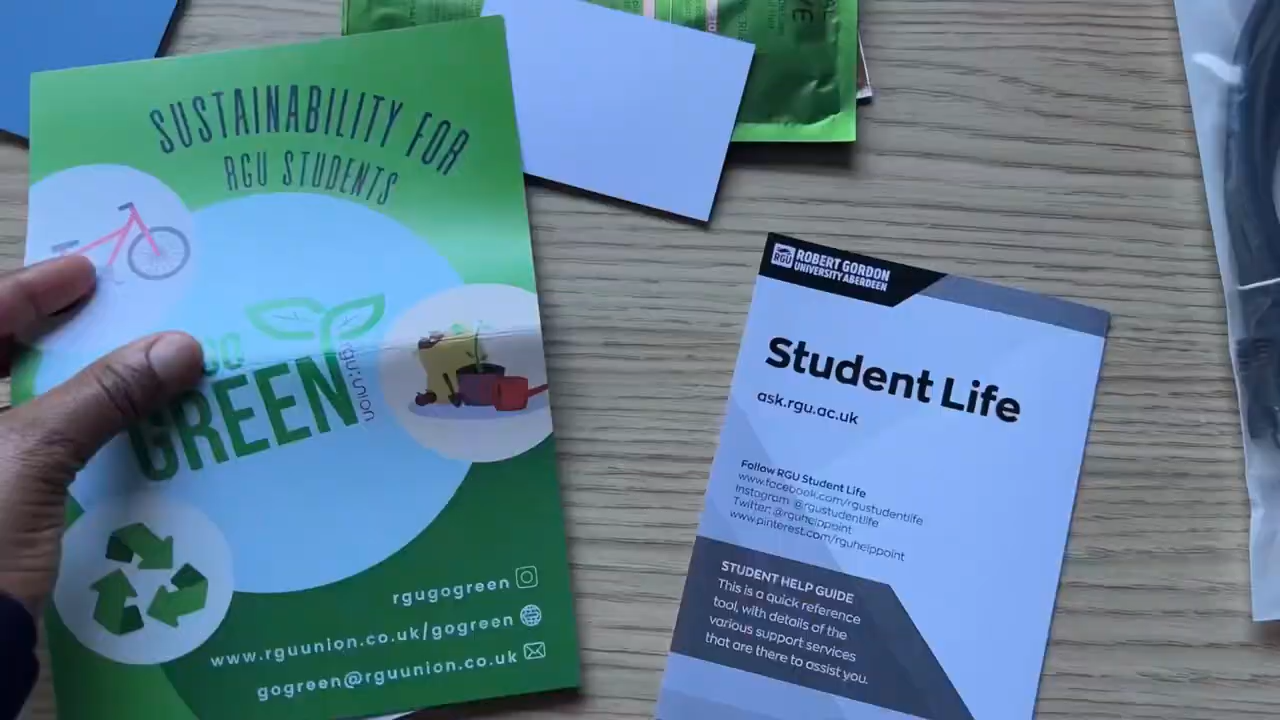 SUSTAINABILITY FOR
RGU STUDENTS
GO
GREEN
rgu:union
rgugogreen
www.rguunion.co.uk/gogreen
gogreen@rguunion.co.uk
RGU
ROBERT GORDON
UNIVERSITY ABERDEEN
Student Life
ask.rgu.ac.uk
Follow RGU Student Life
www.facebook.com/rgustudentlife
Instagram: @rgustudentlife
Twitter: @rguhelppoint
www.pinterest.com/rguhelppoint
STUDENT HELP GUIDE
This is a quick reference
tool, with details of the
various support services
that are there to assist you.